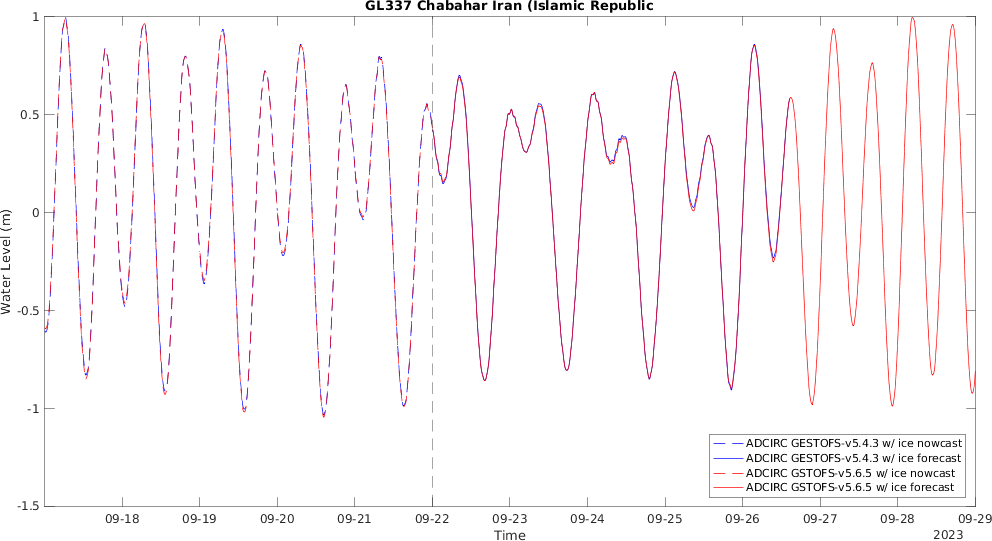 GL337 Chabahar Iran (Islamic Republic
Water Level (m)
1
0.5
0
-0.5
-1
-1.5
ADCIRC GESTOFS-v5.4.3 w/ ice nowcast
ADCIRC GESTOFS-v5.4.3 w/ ice forecast
ADCIRC GSTOFS-v5.6.5 w/ ice nowcast
ADCIRC GSTOFS-v5.6.5 w/ ice forecast
09-18 09-19 09-20 09-21 09-22 09-23 09-24 09-25 09-26 09-27 09-28 09-29
Time
2023